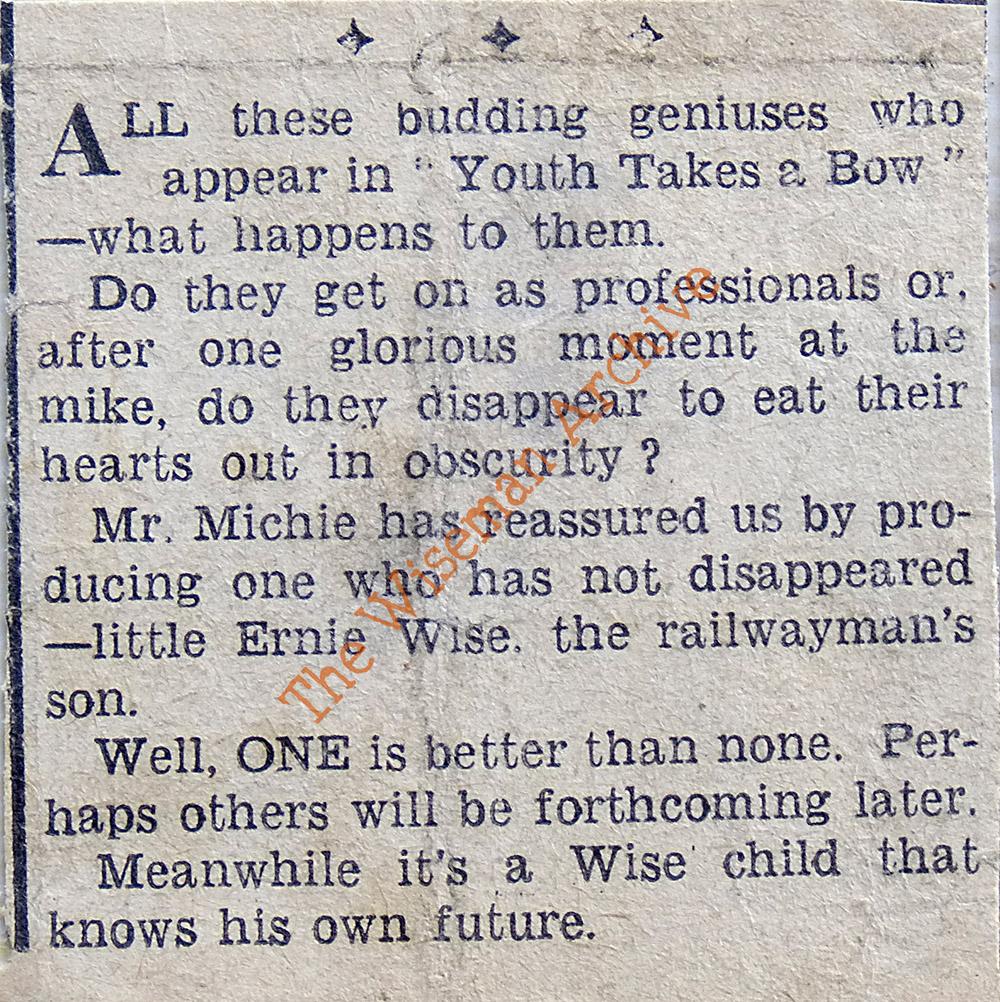 ALL these budding geniuses who
appear in "Youth Takes a Bow"
—what happens to them.
Do they get on as professionals or,
after one glorious moment at the
mike, do they disappear to eat their
hearts out in obscurity?
Mr. Michie has reassured us by pro-
ducing one who has not disappeared
—little Ernie Wise, the railwayman's
son.
Well, ONE is better than none. Per-
haps others will be forthcoming later.
Meanwhile it's a Wise child that
knows his own future.
The Wiseman Archive